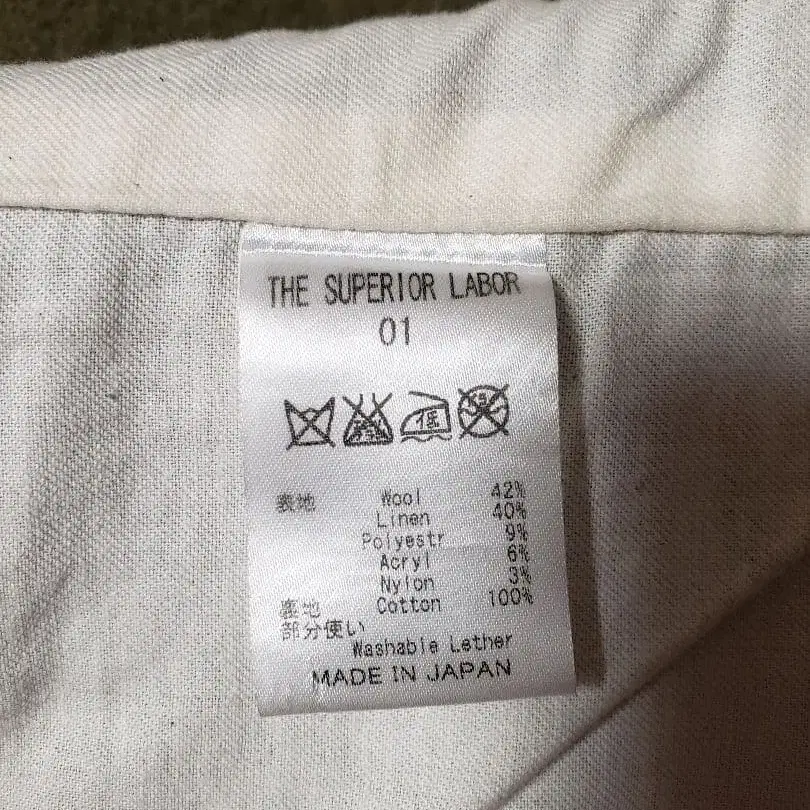 THE SUPERIOR LABOR
01
低
表地 Wool 42%
Linen 40%
Polyestr 9%
Acryl 6%
Nylon 3%
裏地 Cotton 100%
部分使い
Washable Lether
MADE IN JAPAN